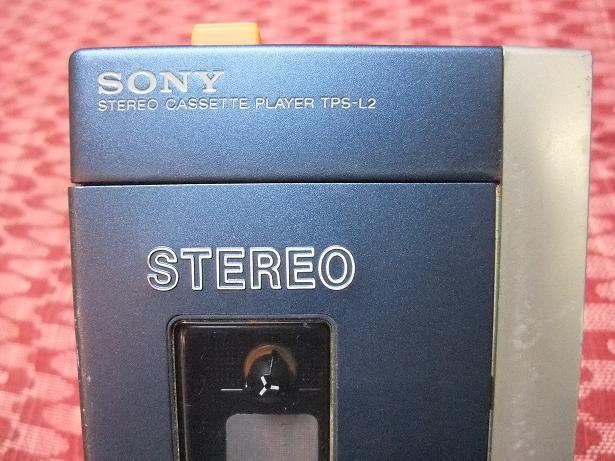 SONY
STEREO CASSETTE PLAYER TPS-L2
STEREO